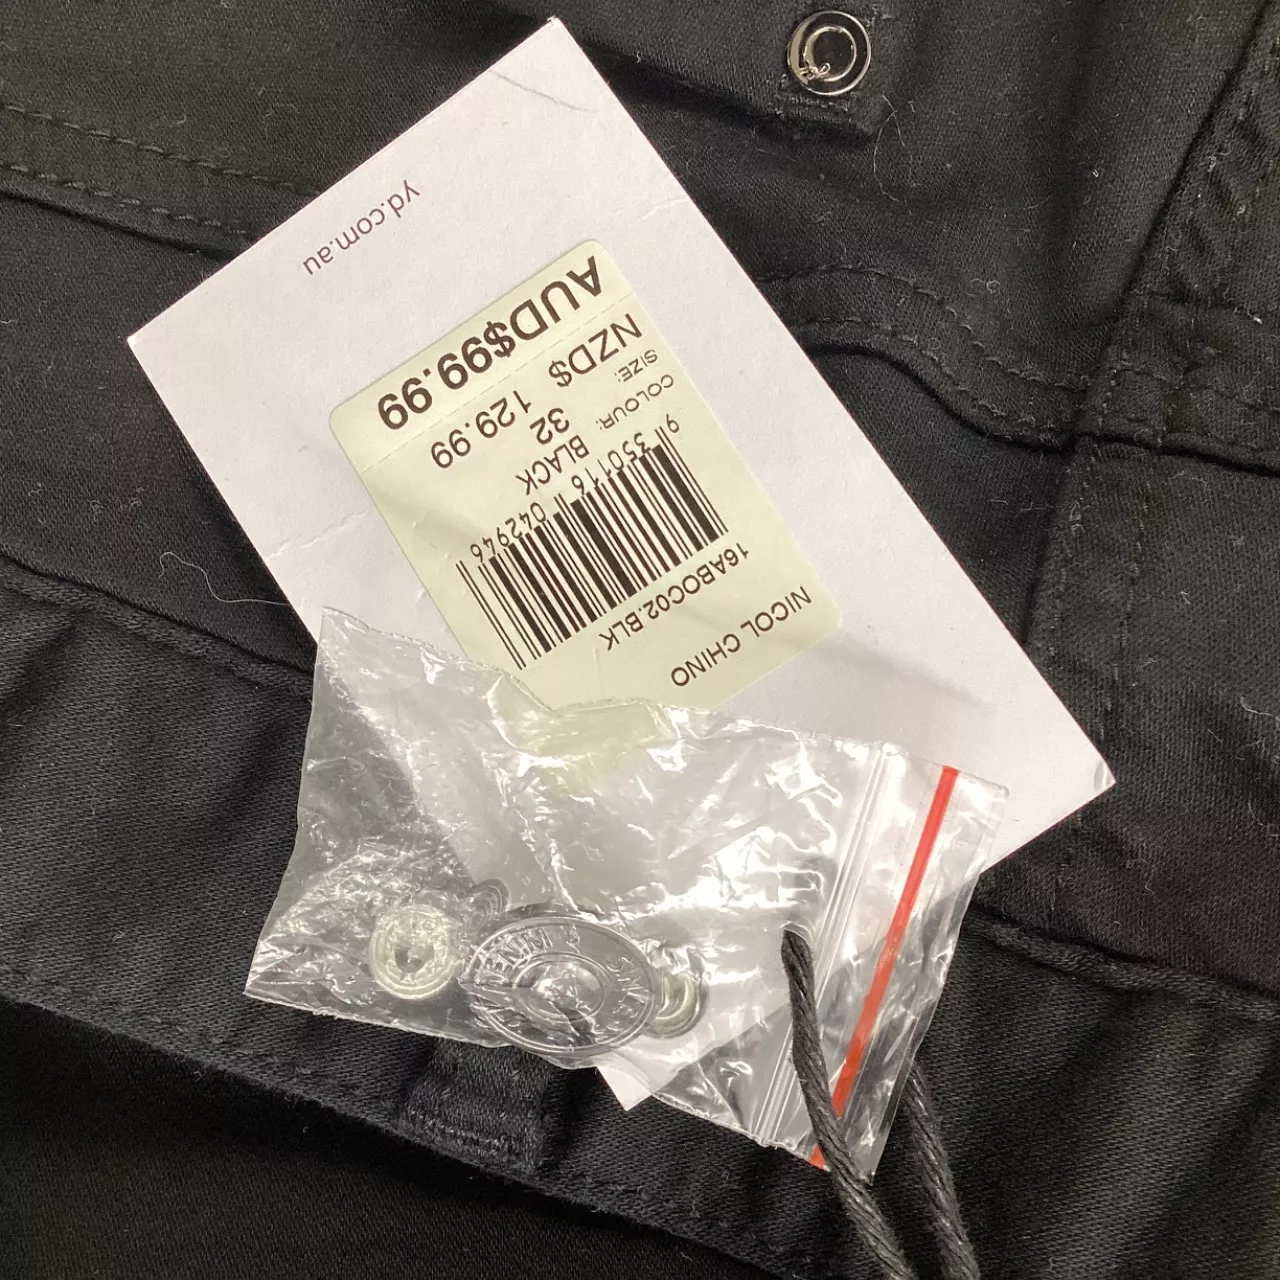 NICOL CHINO
16ABOC02.BLK
9 350116 042946
COLOUR: BLACK
SIZE: 32
NZD$ 129.99
AUD$99.99
yd.com.au